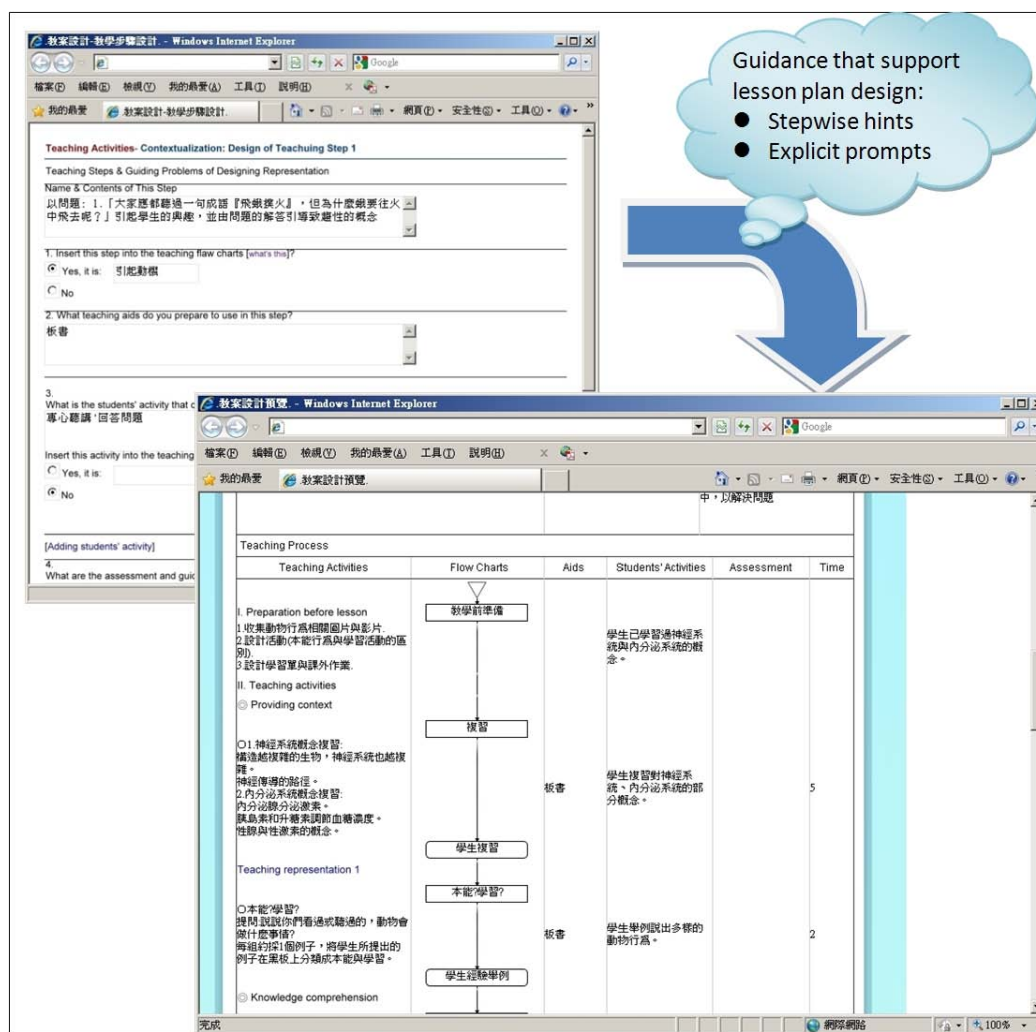 教案設計-教學步驟設計. - Windows Internet Explorer
Google
檔案(F) 編輯(E) 檢視(V) 我的最愛(A) 工具(T) 說明(H)
我的最愛 教案設計-教學步驟設計. 網頁(P) 安全性(S) 工具(O)
Teaching Activities- Contextualization: Design of Teachuing Step 1
Teaching Steps & Guiding Problems of Designing Representation
Name & Contents of This Step
以問題: 1.「大家應都聽過一句成語『飛蛾撲火』,但為什麼蛾要往火
中飛去呢?」引起學生的興趣,並由問題的解答引導致趨性的概念
1. Insert this step into the teaching flaw charts [what's this]?
Yes, it is: 引起動機
No
2. What teaching aids do you prepare to use in this step?
板書
3.
What is the students' activity that
專心聽講,回答問題
Insert this activity into the teaching
Yes, it is:
No
[Adding students' activity]
4.
What are the assessment and
Guidance that support
lesson plan design:
● Stepwise hints
● Explicit prompts
教案設計預覽. - Windows Internet Explorer
Google
檔案(F) 編輯(E) 檢視(V) 我的最愛(A) 工具(T) 說明(H)
我的最愛 教案設計預覽. 網頁(P) 安全性(S) 工具(O)
中,以解決問題
Teaching Process
Teaching Activities Flow Charts Aids Students' Activities Assessment Time
I. Preparation before lesson
1.收集動物行為相關圖片與影片.
2.設計活動(本能行為與學習活動的區
別).
3.設計學習單與課外作業.
教學前準備
學生已學習過神經系
統與內分泌系統的概
念。
II. Teaching activities
◎ Providing context
複習
○1.神經系統概念複習:
構造越複雜的生物,神經系統也越複
雜。
神經傳導的路徑。
2.內分泌系統概念複習:
內分泌腺分泌激素。
胰島素和升糖素調節血糖濃度。
性腺與性激素的概念。
板書
學生複習對神經系
統、內分泌系統的部
分概念。
5
學生複習
Teaching representation 1
本能?學習?
○本能?學習?
提問:說說你們看過或聽過的,動物會
做什麼事情?
每組約採1個例子,將學生所提出的
例子在黑板上分類成本能與學習。
板書
學生舉例說出多樣的
動物行為。
2
學生經驗舉例
◎ Knowledge comprehension
完成 網際網路 100%